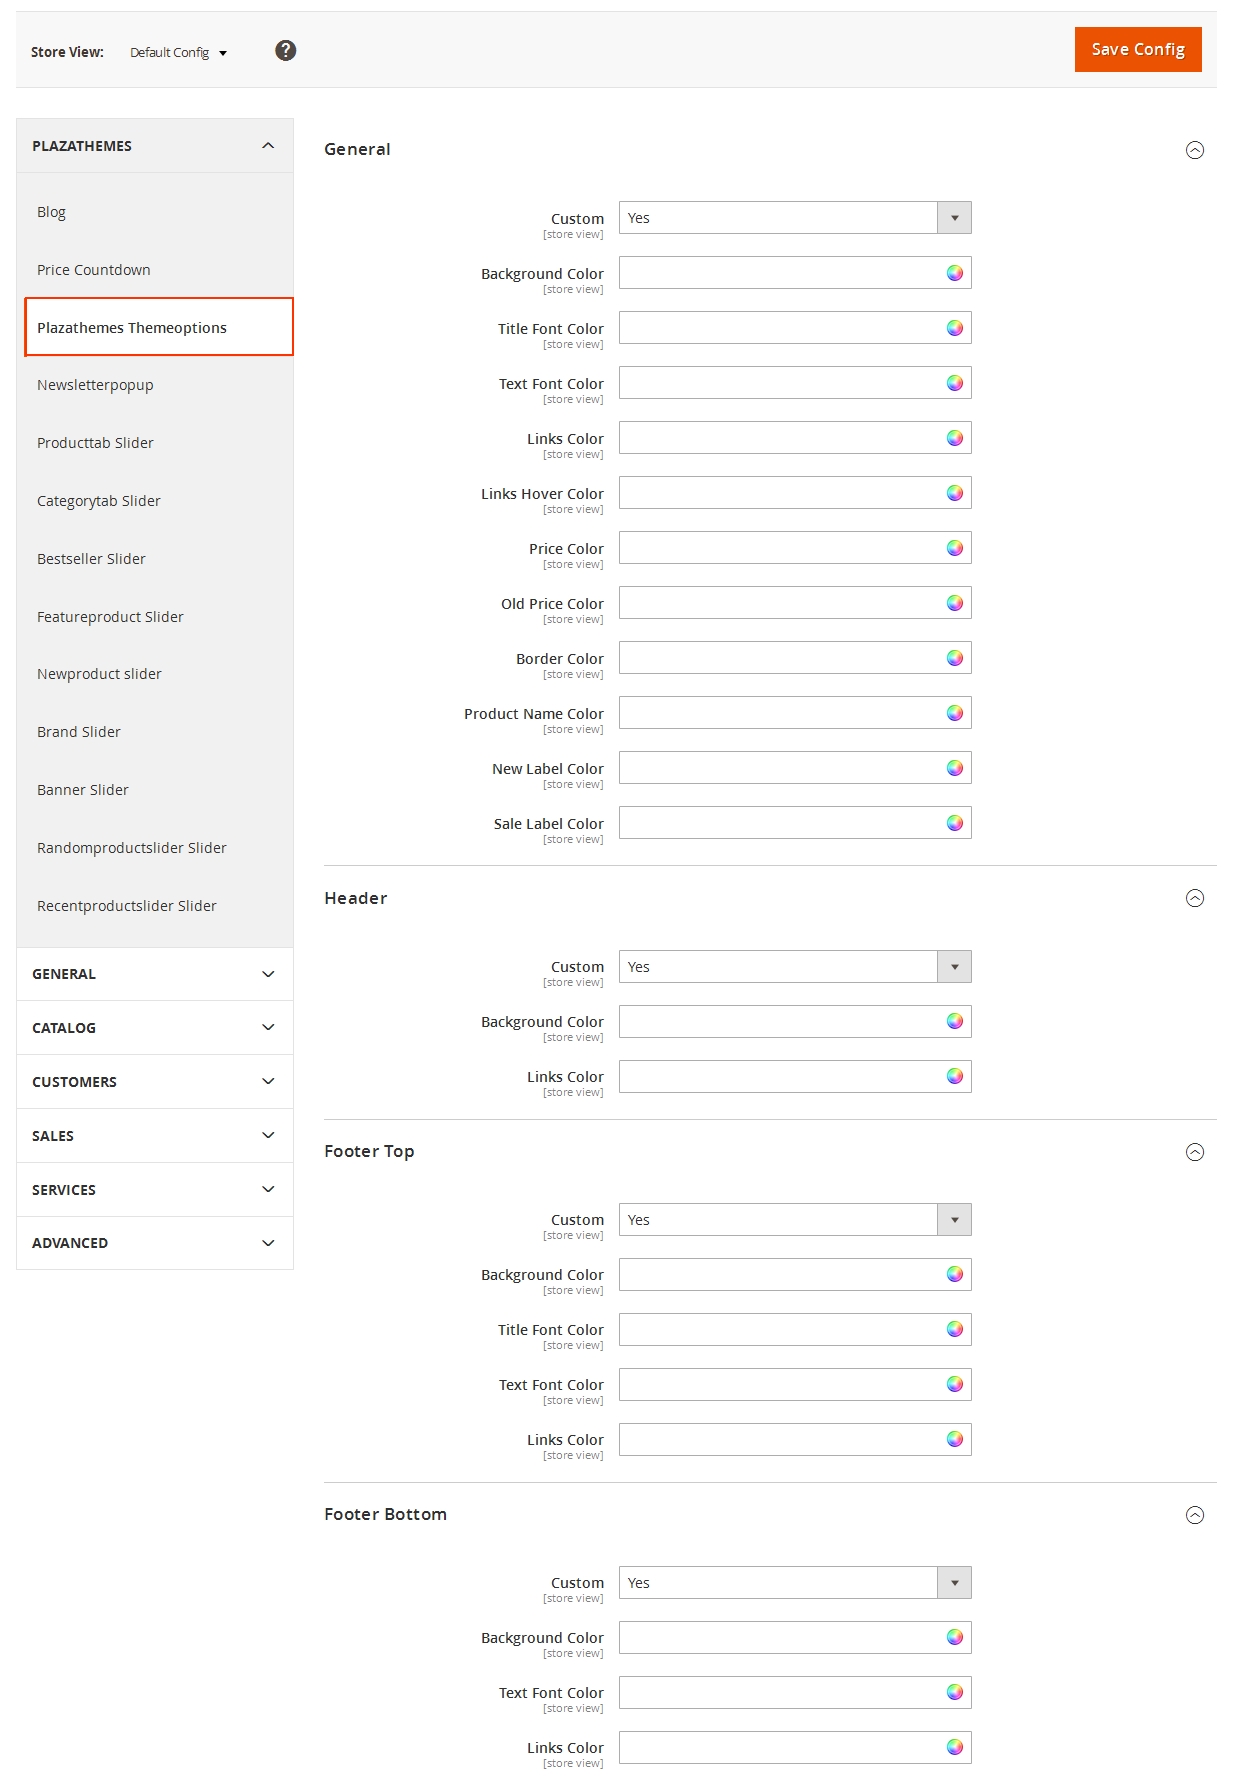 Store View: Default Config ?
Save Config
PLAZATHEMES
Blog
Price Countdown
Plazathemes Themeoptions
Newsletterpopup
Producttab Slider
Categorytab Slider
Bestseller Slider
Featureproduct Slider
Newproduct slider
Brand Slider
Banner Slider
Randomproductslider Slider
Recentproductslider Slider
GENERAL
CATALOG
CUSTOMERS
SALES
SERVICES
ADVANCED
General
Custom Yes
[store view]
Background Color
[store view]
Title Font Color
[store view]
Text Font Color
[store view]
Links Color
[store view]
Links Hover Color
[store view]
Price Color
[store view]
Old Price Color
[store view]
Border Color
[store view]
Product Name Color
[store view]
New Label Color
[store view]
Sale Label Color
[store view]
Header
Custom Yes
[store view]
Background Color
[store view]
Links Color
[store view]
Footer Top
Custom Yes
[store view]
Background Color
[store view]
Title Font Color
[store view]
Text Font Color
[store view]
Links Color
[store view]
Footer Bottom
Custom Yes
[store view]
Background Color
[store view]
Text Font Color
[store view]
Links Color
[store view]